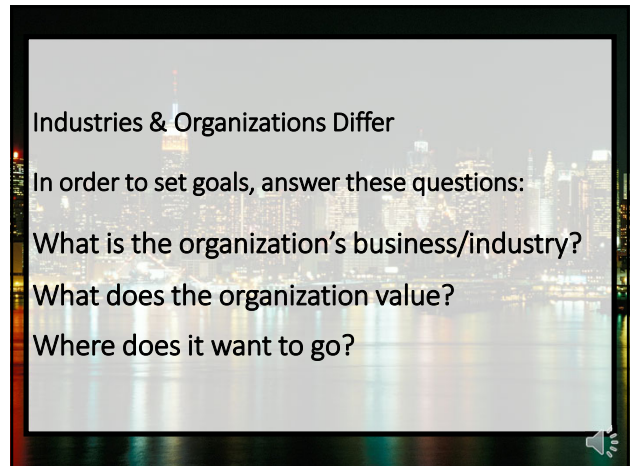 Industries & Organizations Differ
In order to set goals, answer these questions:
What is the organization’s business/industry?
What does the organization value?
Where does it want to go?